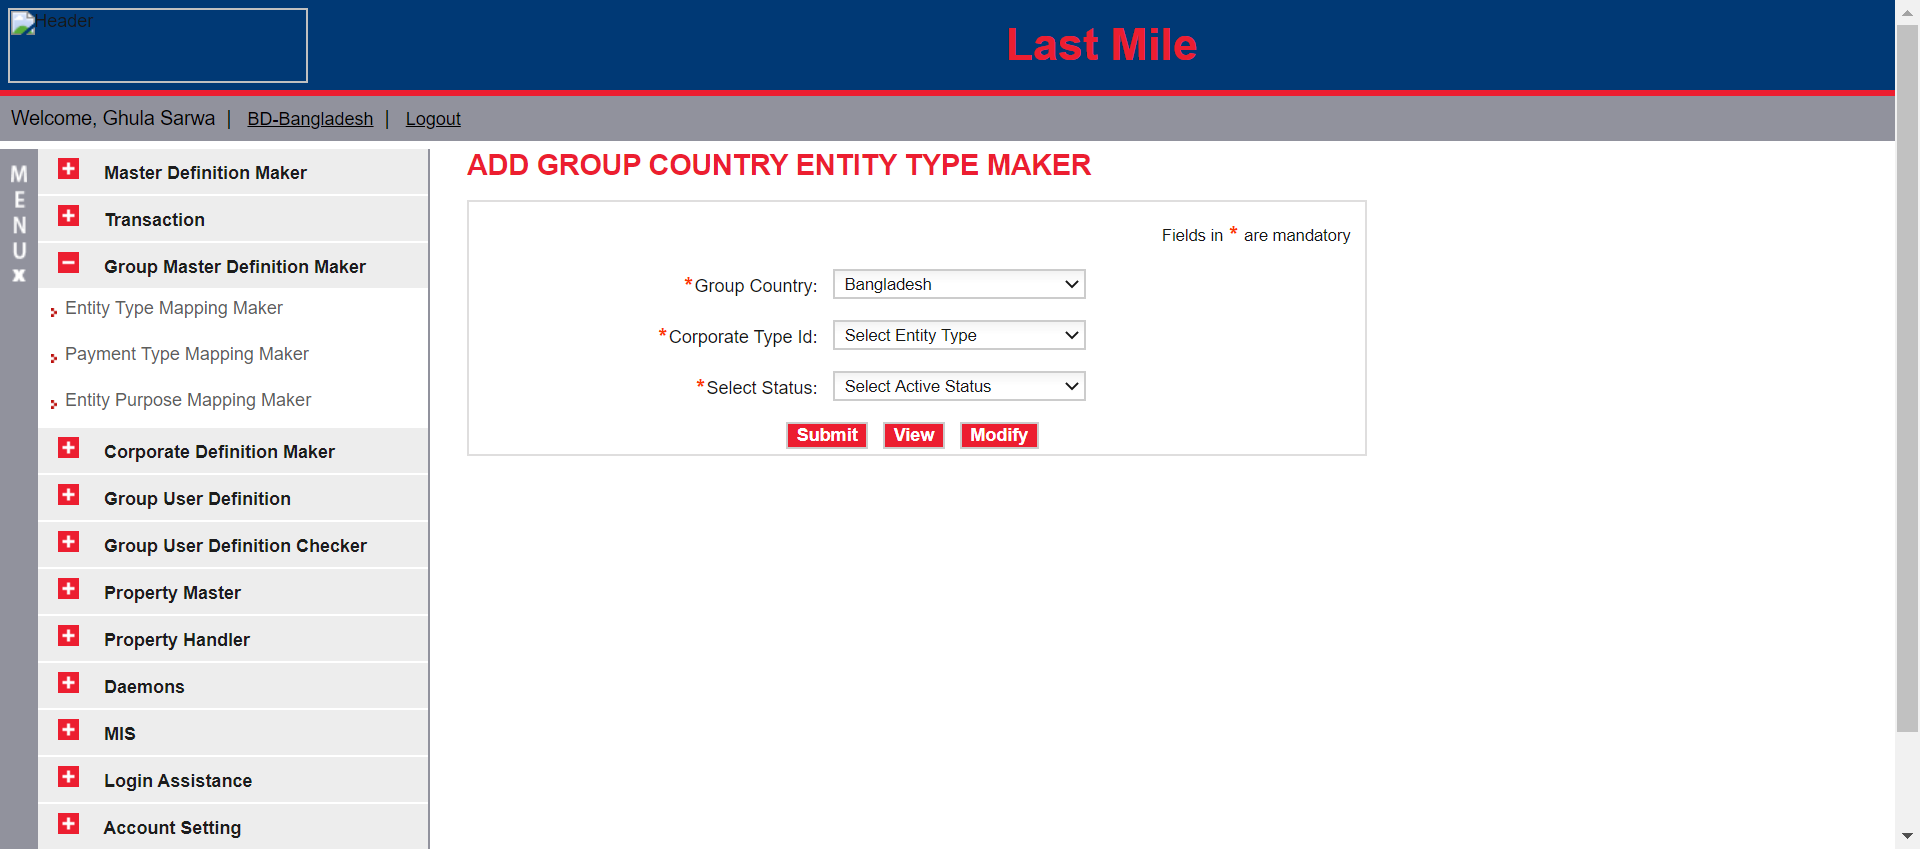 Header
Last Mile
Welcome, Ghula Sarwa | BD-Bangladesh | Logout
MENU
x
Master Definition Maker
Transaction
Group Master Definition Maker
Entity Type Mapping Maker
Payment Type Mapping Maker
Entity Purpose Mapping Maker
Corporate Definition Maker
Group User Definition
Group User Definition Checker
Property Master
Property Handler
Daemons
MIS
Login Assistance
Account Setting
ADD GROUP COUNTRY ENTITY TYPE MAKER
Fields in * are mandatory
*Group Country: Bangladesh
*Corporate Type Id: Select Entity Type
*Select Status: Select Active Status
Submit View Modify